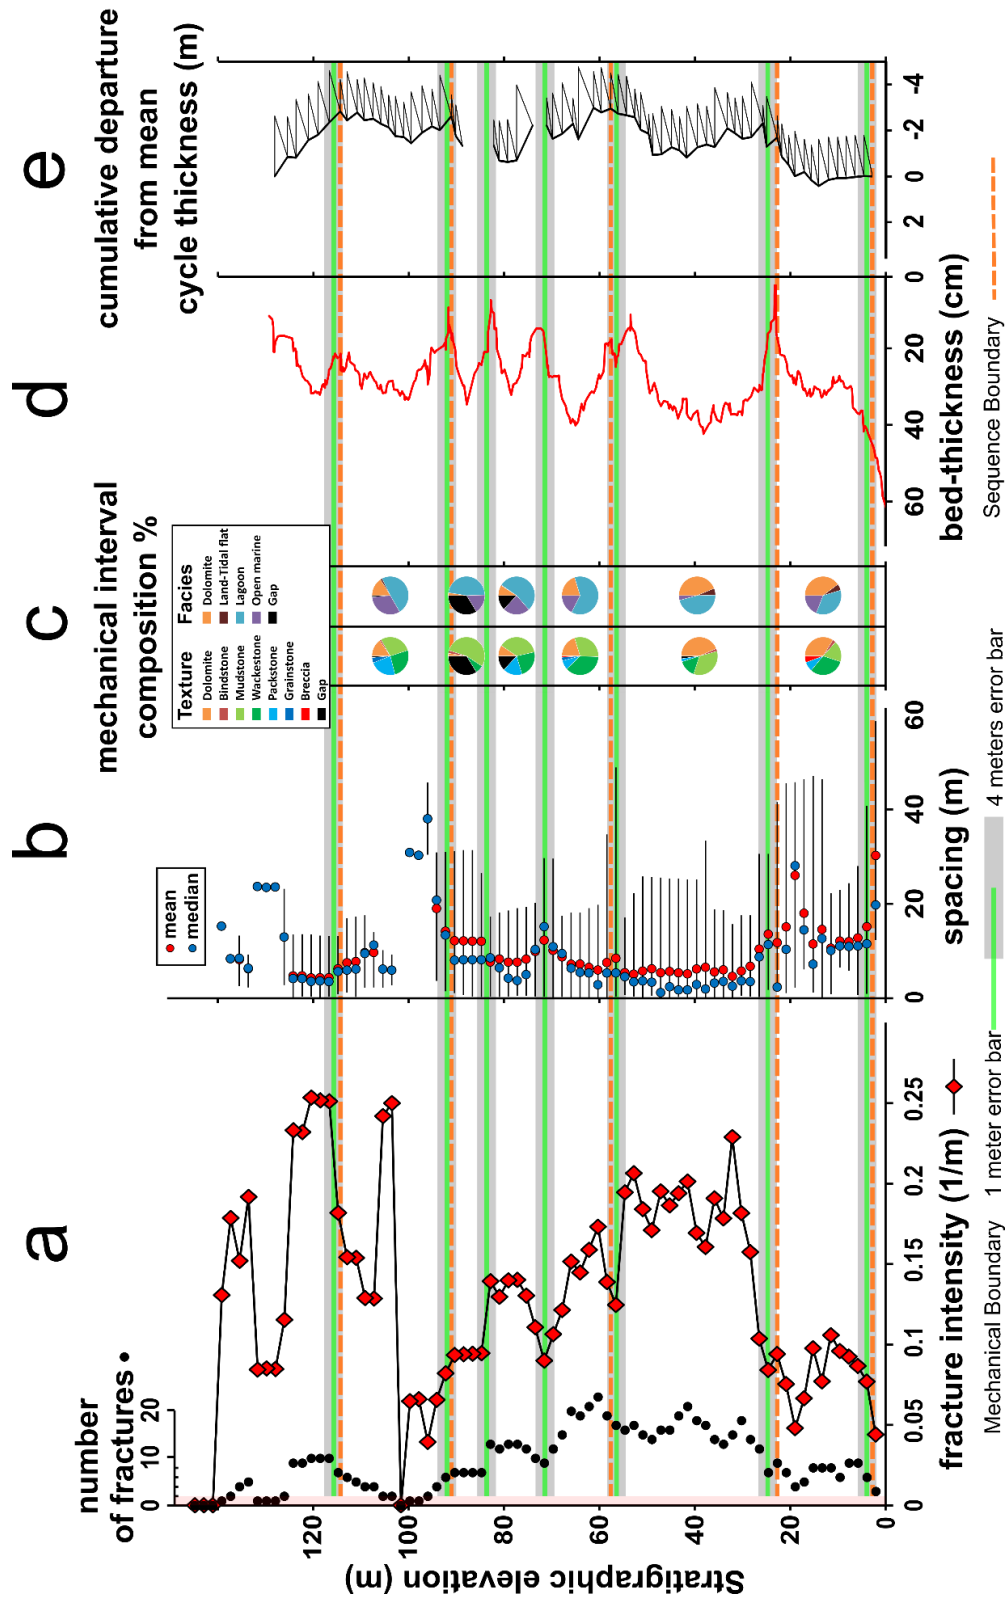 a
b
c
d
e
number
of fractures •
0 10 20
Stratigraphic elevation (m)
0 20 40 60 80 100 120
fracture intensity (1/m)
0 0.05 0.1 0.15 0.2 0.25
mean
median
spacing (m)
0 20 40 60
mechanical interval
composition %
Texture
Dolomite
Bindstone
Mudstone
Wackestone
Packstone
Grainstone
Breccia
Gap
Facies
Dolomite
Land-Tidal flat
Lagoon
Open marine
Gap
bed-thickness (cm)
60 40 20 0
cumulative departure
from mean
cycle thickness (m)
2 0 -2 -4
Mechanical Boundary 1 meter error bar 4 meters error bar Sequence Boundary